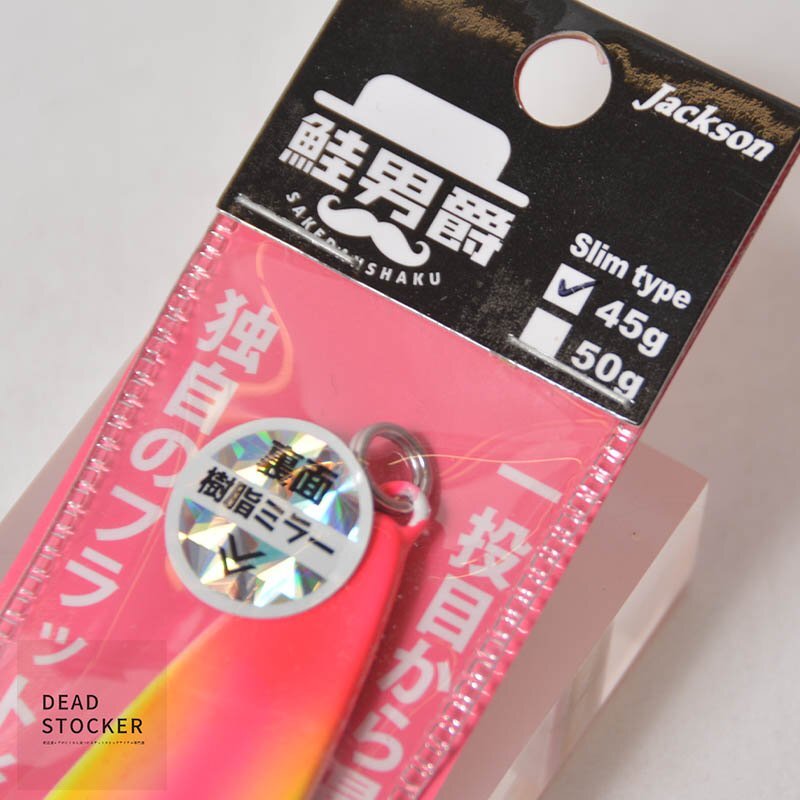 Jackson
鮭男爵
SAKEDANSHAKU
Slim type
45g
50g
独自のフラット
裏面
樹脂ミラー
一投目から
DEAD
STOCKER